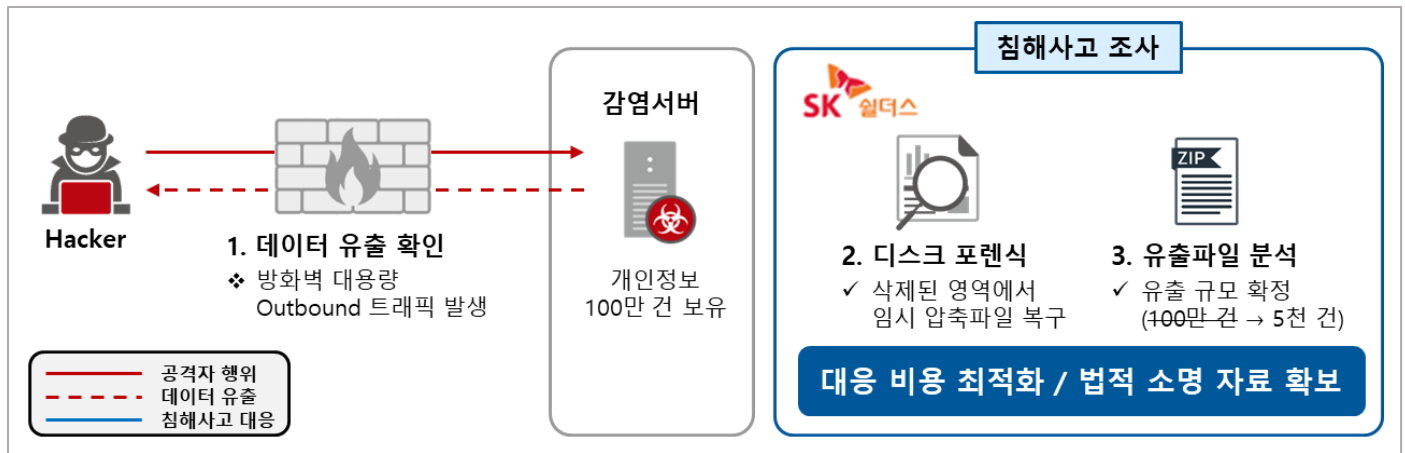 침해사고 조사
SK 쉴더스
감염서버
Hacker
1. 데이터 유출 확인
❖ 방화벽 대용량
Outbound 트래픽 발생
개인정보
100만 건 보유
ZIP
2. 디스크 포렌식
✓ 삭제된 영역에서
임시 압축파일 복구
3. 유출파일 분석
✓ 유출 규모 확정
(100만 건 → 5천 건)
대응 비용 최적화 / 법적 소명 자료 확보
공격자 행위
데이터 유출
침해사고 대응